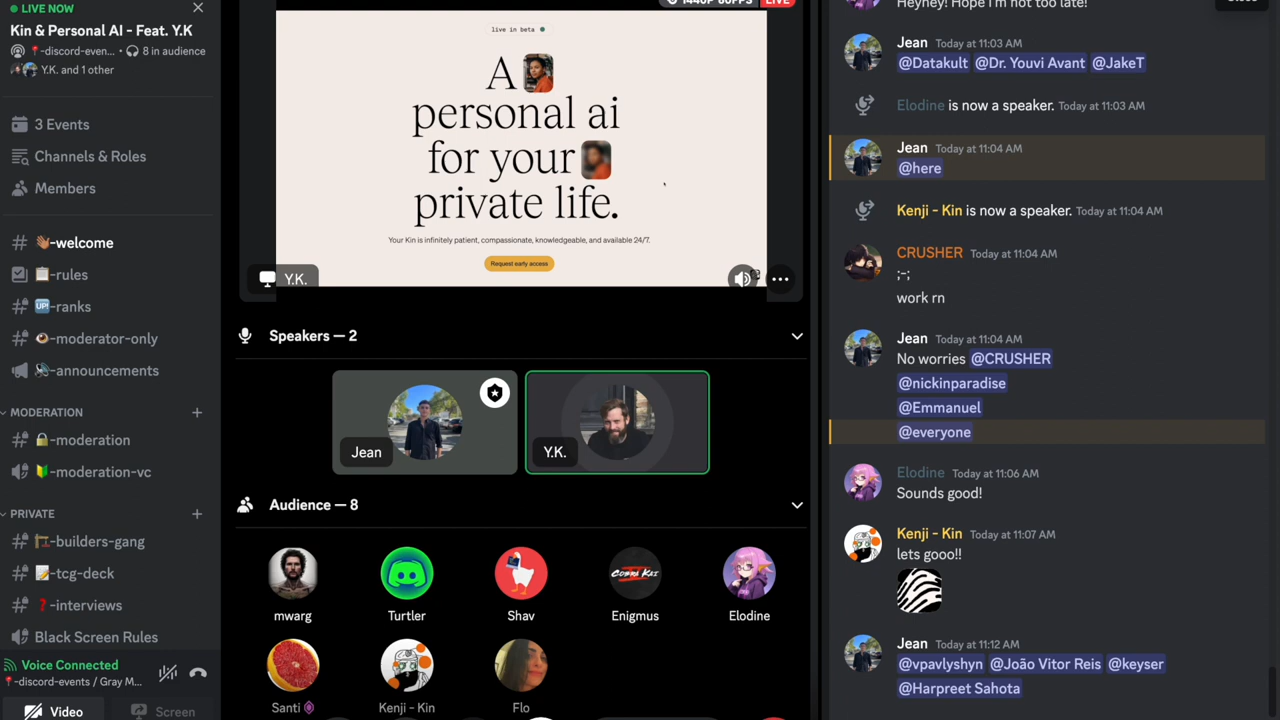 LIVE NOW
Kin & Personal AI - Feat. Y.K
-discord-even...
8 in audience
Y.K. and 1 other
3 Events
Channels & Roles
Members
-welcome
-rules
-ranks
-moderator-only
-announcements
MODERATION
-moderation
-moderation-vc
PRIVATE
-builders-gang
-tcg-deck
-interviews
Black Screen Rules
Voice Connected
-discord-events / Gray M...
Video
Screen
1440P 60FPS
LIVE
live in beta
A
personal ai
for your
private life.
Your Kin is infinitely patient, compassionate, knowledgeable, and available 24/7.
Request early access
Y.K.
Speakers — 2
Jean
Y.K.
Audience — 8
COBRA KAI
mwarg
Turtler
Shav
Enigmus
Elodine
Santi
Kenji - Kin
Flo
Heyhey! Hope I'm not too late!
Jean Today at 11:03 AM
@Datakult @Dr. Youvi Avant @JakeT
Elodine is now a speaker. Today at 11:03 AM
Jean Today at 11:04 AM
@here
Kenji - Kin is now a speaker. Today at 11:04 AM
CRUSHER Today at 11:04 AM
;-;
work rn
Jean Today at 11:04 AM
No worries @CRUSHER
@nickinparadise
@Emmanuel
@everyone
Elodine Today at 11:06 AM
Sounds good!
Kenji - Kin Today at 11:07 AM
lets gooo!!
Jean Today at 11:12 AM
@vpavlyshyn @João Vitor Reis @keyser
@Harpreet Sahota